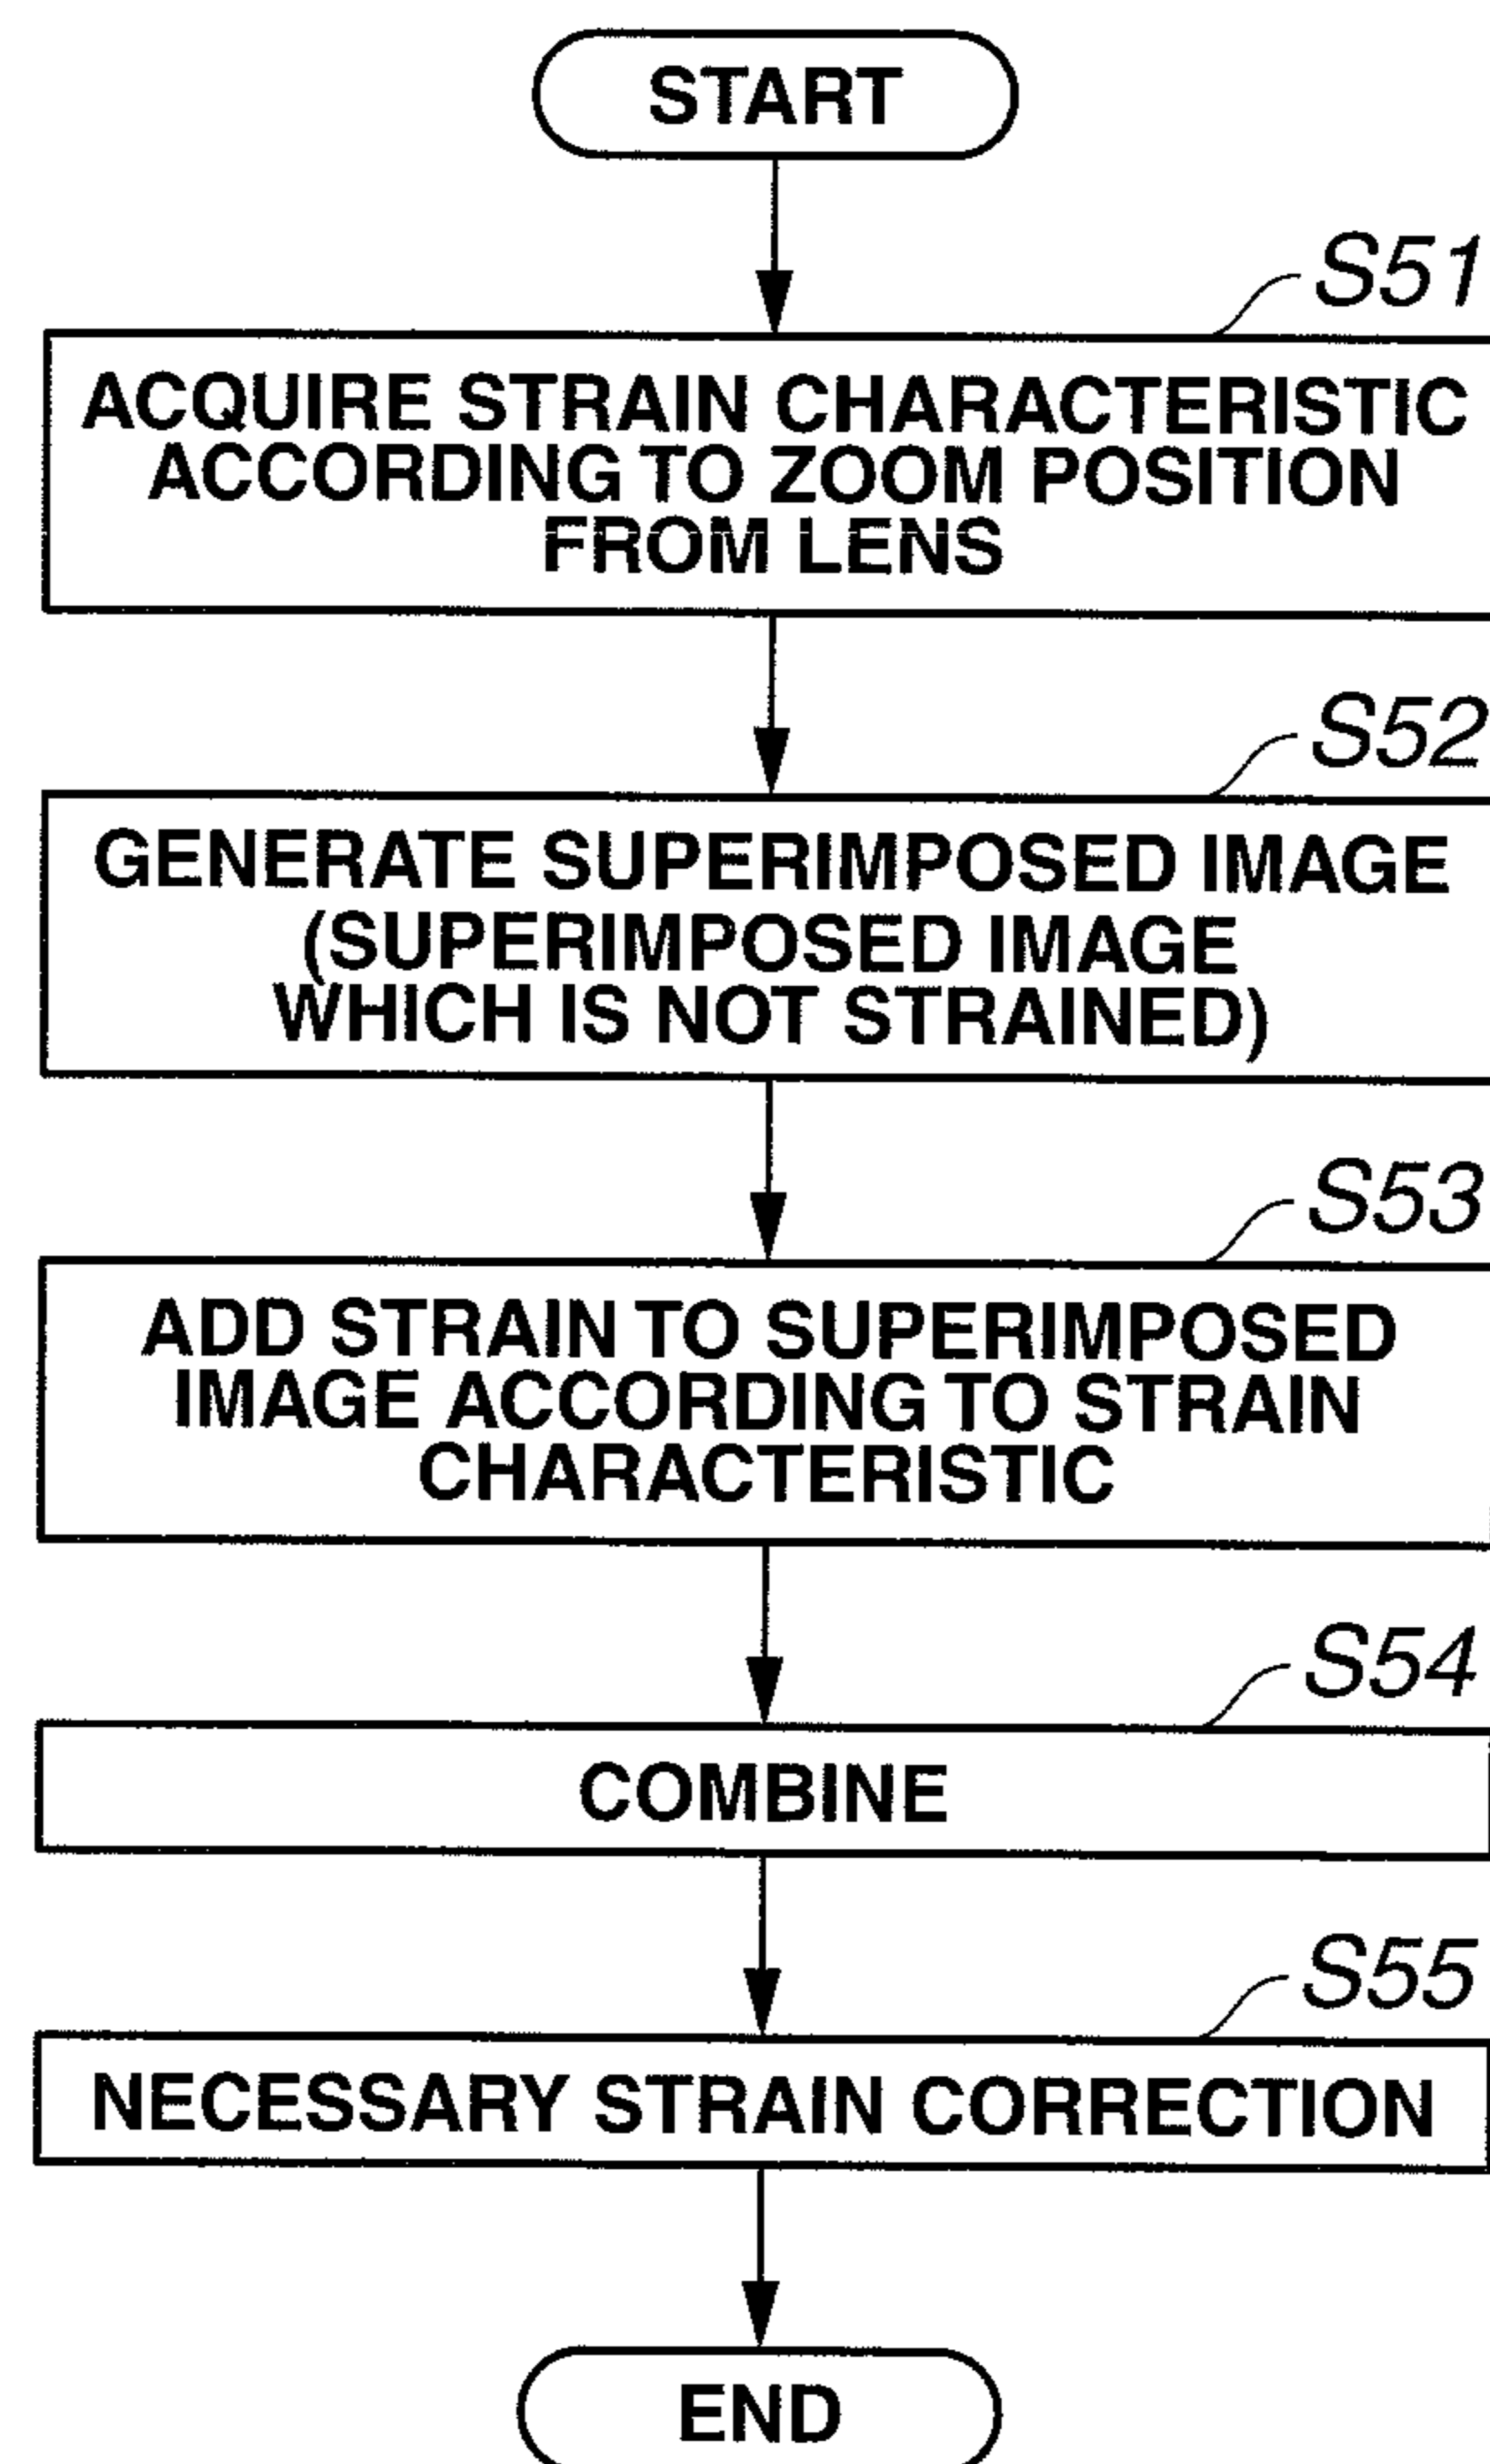 START
S51
ACQUIRE STRAIN CHARACTERISTIC
ACCORDING TO ZOOM POSITION
FROM LENS
S52
GENERATE SUPERIMPOSED IMAGE
(SUPERIMPOSED IMAGE
WHICH IS NOT STRAINED)
S53
ADD STRAIN TO SUPERIMPOSED
IMAGE ACCORDING TO STRAIN
CHARACTERISTIC
S54
COMBINE
S55
NECESSARY STRAIN CORRECTION
END